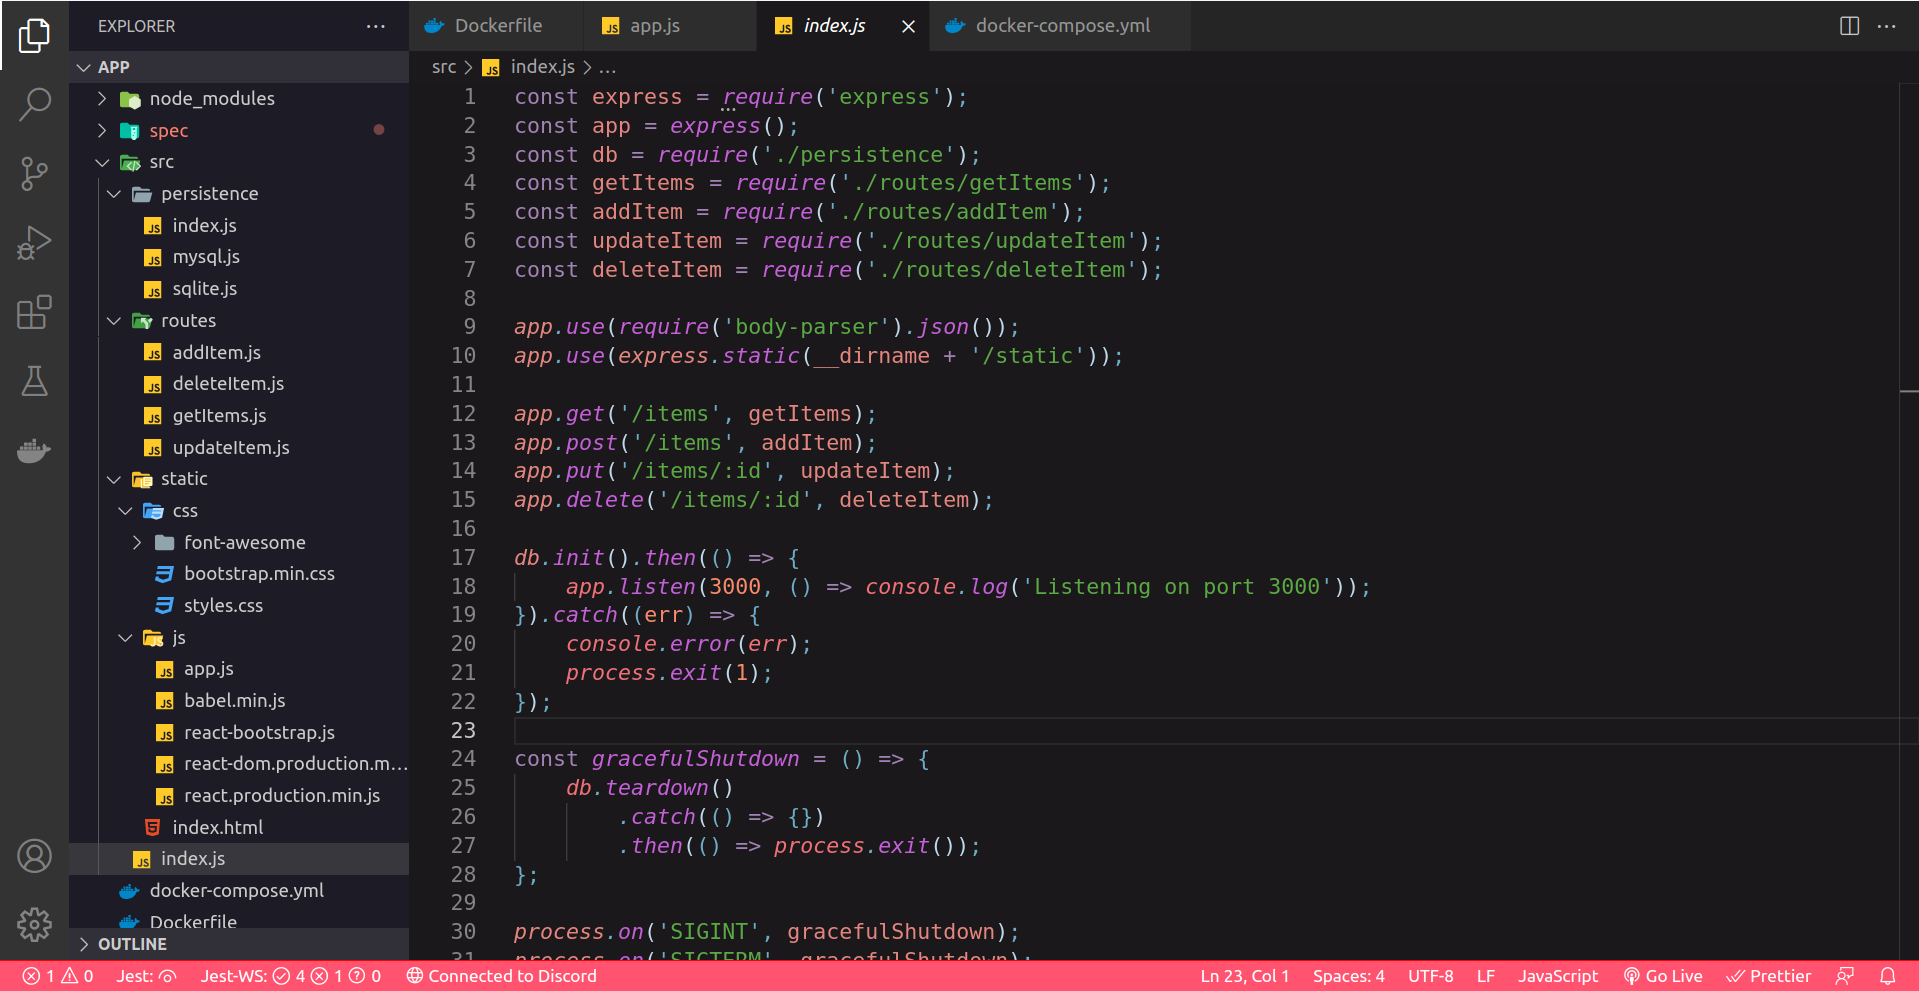 EXPLORER
APP
node_modules
spec
src
persistence
index.js
mysql.js
sqlite.js
routes
addItem.js
deleteItem.js
getItems.js
updateItem.js
static
css
font-awesome
bootstrap.min.css
styles.css
js
app.js
babel.min.js
react-bootstrap.js
react-dom.production.m...
react.production.min.js
index.html
index.js
docker-compose.yml
Dockerfile
OUTLINE
Dockerfile app.js index.js docker-compose.yml
src > index.js > ...
1 const express = require('express');
2 const app = express();
3 const db = require('./persistence');
4 const getItems = require('./routes/getItems');
5 const addItem = require('./routes/addItem');
6 const updateItem = require('./routes/updateItem');
7 const deleteItem = require('./routes/deleteItem');
8
9 app.use(require('body-parser').json());
10 app.use(express.static(__dirname + '/static'));
11
12 app.get('/items', getItems);
13 app.post('/items', addItem);
14 app.put('/items/:id', updateItem);
15 app.delete('/items/:id', deleteItem);
16
17 db.init().then(() => {
18     app.listen(3000, () => console.log('Listening on port 3000'));
19 }).catch((err) => {
20     console.error(err);
21     process.exit(1);
22 });
23
24 const gracefulShutdown = () => {
25     db.teardown()
26         .catch(() => {})
27         .then(() => process.exit());
28 };
29
30 process.on('SIGINT', gracefulShutdown);
31 process.on('SIGTERM', gracefulShutdown);
1 0 Jest: Jest-WS: 4 1 0 Connected to Discord Ln 23, Col 1 Spaces: 4 UTF-8 LF JavaScript Go Live Prettier